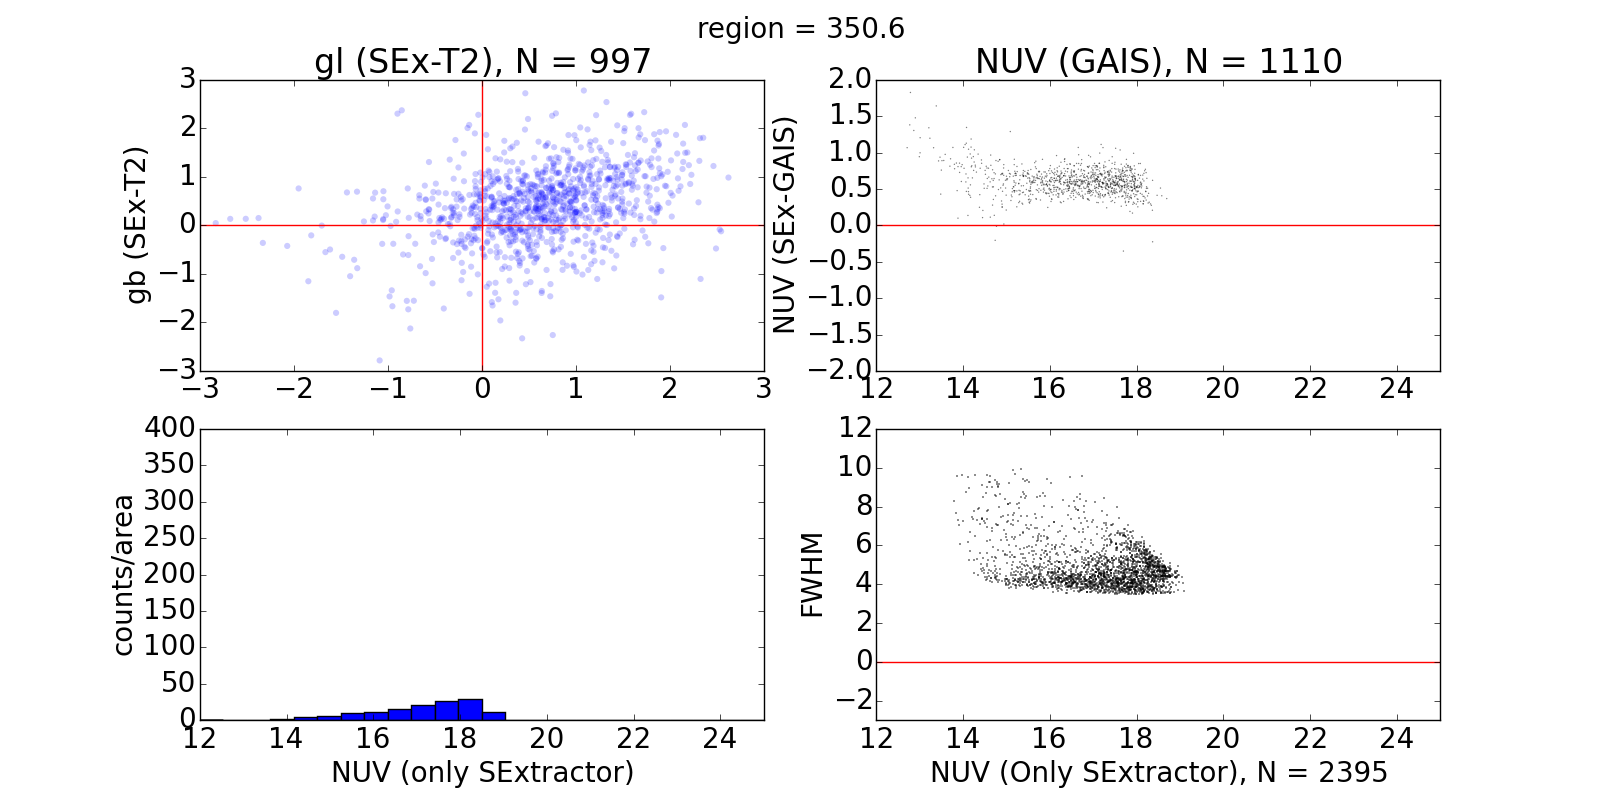 region = 350.6
gl (SEx-T2), N = 997
NUV (GAIS), N = 1110
3
2
1
0
−1
−2
−3
gb (SEx-T2)
−3 −2 −1 0 1 2 3
2.0
1.5
1.0
0.5
0.0
−0.5
−1.0
−1.5
−2.0
NUV (SEx-GAIS)
12 14 16 18 20 22 24
400
350
300
250
200
150
100
50
0
counts/area
12 14 16 18 20 22 24
NUV (only SExtractor)
12
10
8
6
4
2
0
−2
FWHM
12 14 16 18 20 22 24
NUV (Only SExtractor), N = 2395